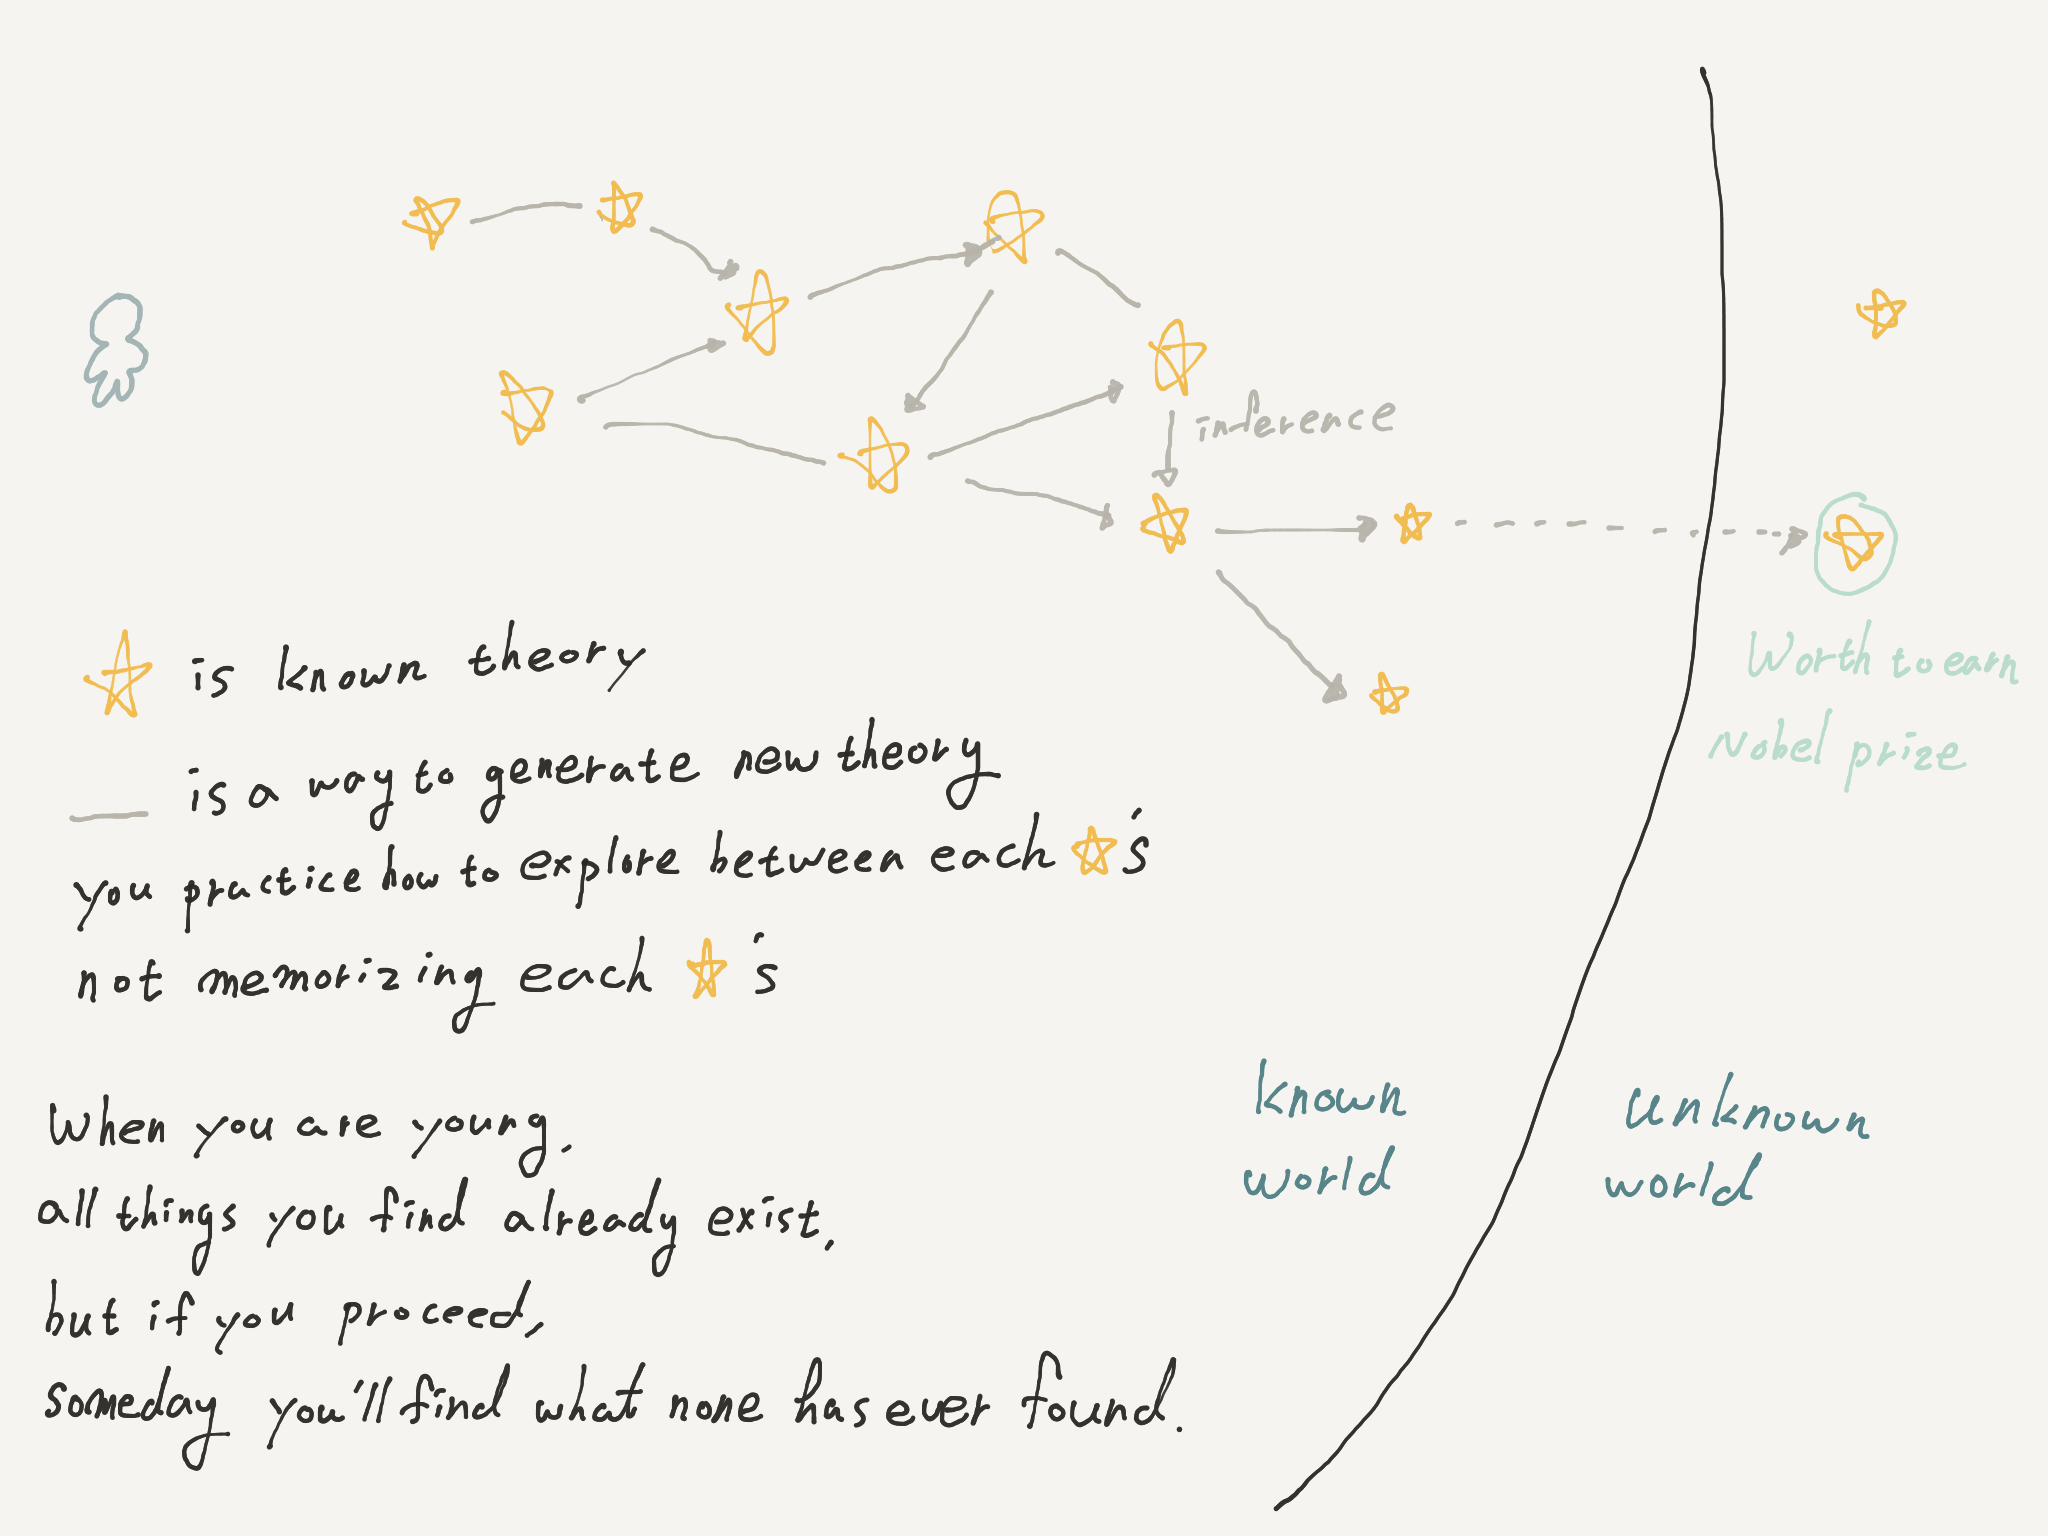 inference
Worth to earn
Nobel prize
☆ is known theory
— is a way to generate new theory
you practice how to explore between each ☆'s
not memorizing each ☆'s
When you are young,
all things you find already exist,
but if you proceed,
someday you'll find what none has ever found.
known
world
unknown
world